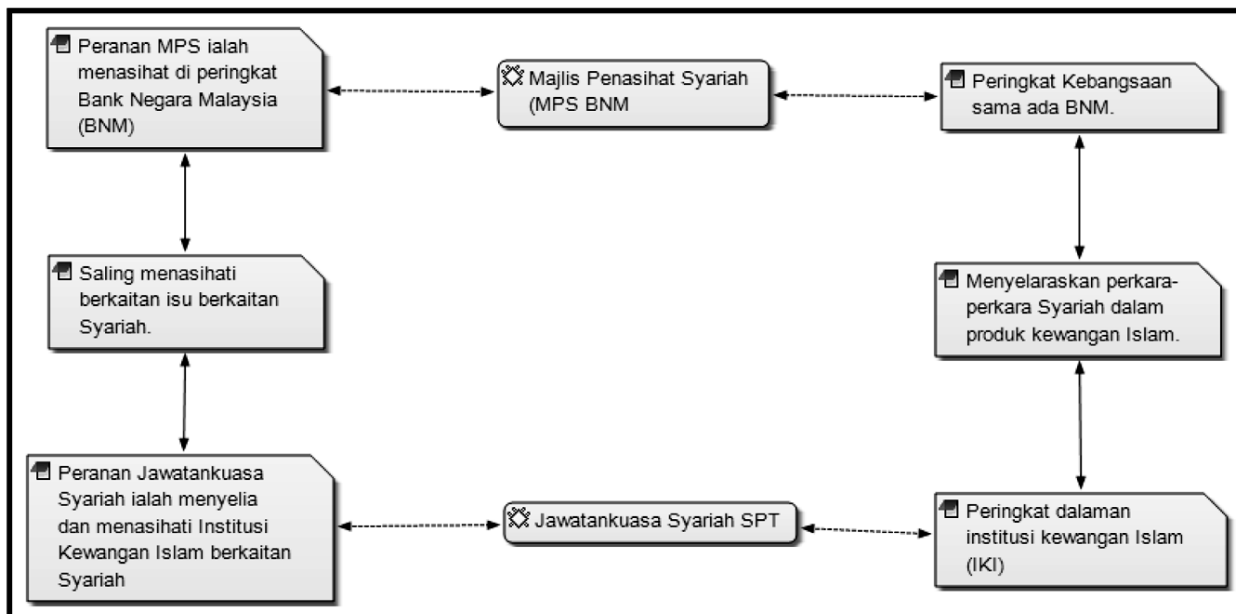 Peranan MPS ialah
menasihat di peringkat
Bank Negara Malaysia
(BNM)
Majlis Penasihat Syariah
(MPS BNM
Peringkat Kebangsaan
sama ada BNM.
Saling menasihati
berkaitan isu berkaitan
Syariah.
Menyelaraskan perkara-
perkara Syariah dalam
produk kewangan Islam.
Peranan Jawatankuasa
Syariah ialah menyelia
dan menasihati Institusi
Kewangan Islam berkaitan
Syariah
Jawatankuasa Syariah SPT
Peringkat dalaman
institusi kewangan Islam
(IKI)